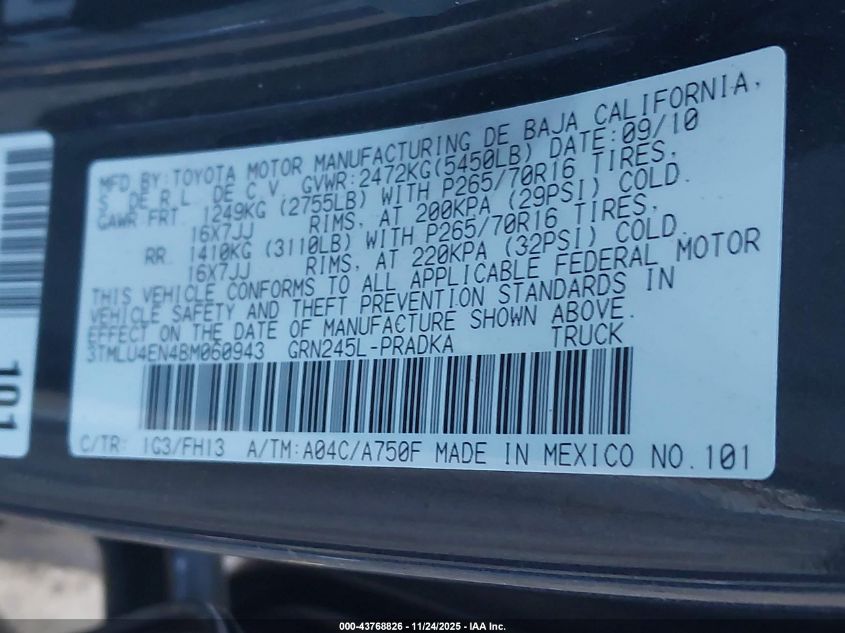 MFD.BY:TOYOTA MOTOR MANUFACTURING DE BAJA CALIFORNIA,
S. DE R.L. DE C.V. GVWR:2472KG(5450LB) DATE:09/10
GAWR FRT. 1249KG (2755LB) WITH P265/70R16 TIRES,
16X7JJ RIMS, AT 200KPA (29PSI) COLD.
RR. 1410KG (3110LB) WITH P265/70R16 TIRES,
16X7JJ RIMS, AT 220KPA (32PSI) COLD.
THIS VEHICLE CONFORMS TO ALL APPLICABLE FEDERAL MOTOR
VEHICLE SAFETY AND THEFT PREVENTION STANDARDS IN
EFFECT ON THE DATE OF MANUFACTURE SHOWN ABOVE.
3TMLU4EN4BM060943 GRN245L-PRADKA TRUCK
C/TR: 1G3/FH13 A/TM:A04C/A750F MADE IN MEXICO NO.101
101
000-43768826 - 11/24/2025 - IAA Inc.